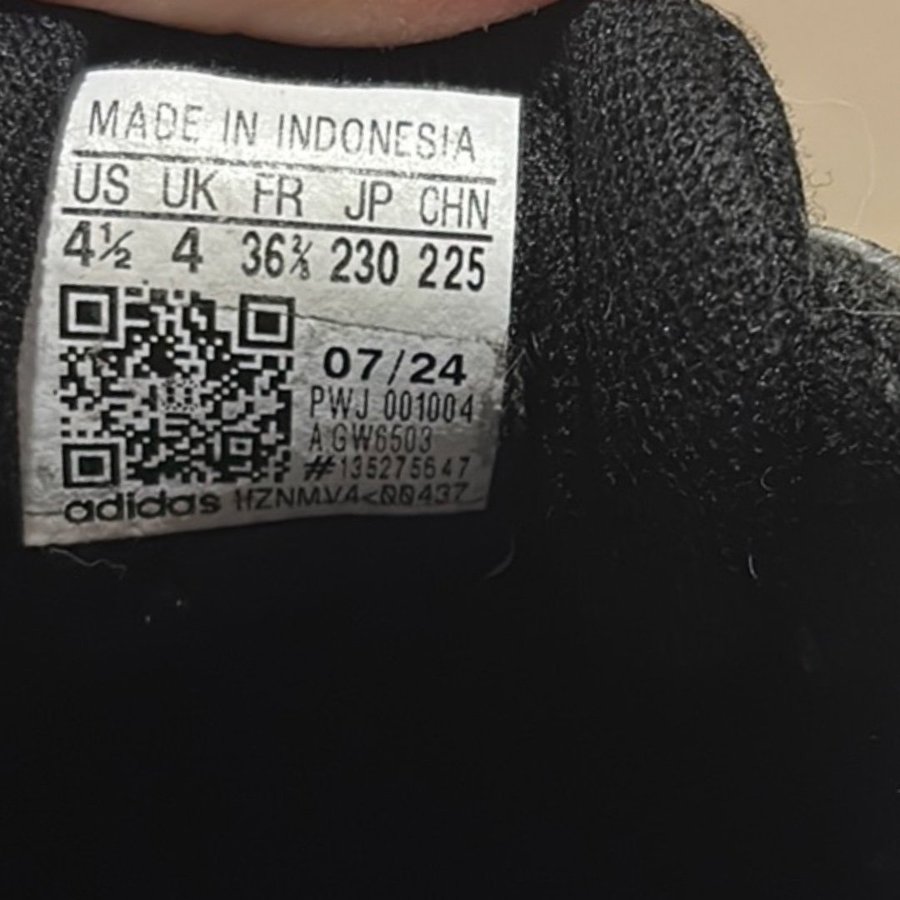 MADE IN INDONESIA
US UK FR JP CHN
4½ 4 36⅔ 230 225
07/24
PWJ 001004
AGW6503
#135275647
adidas